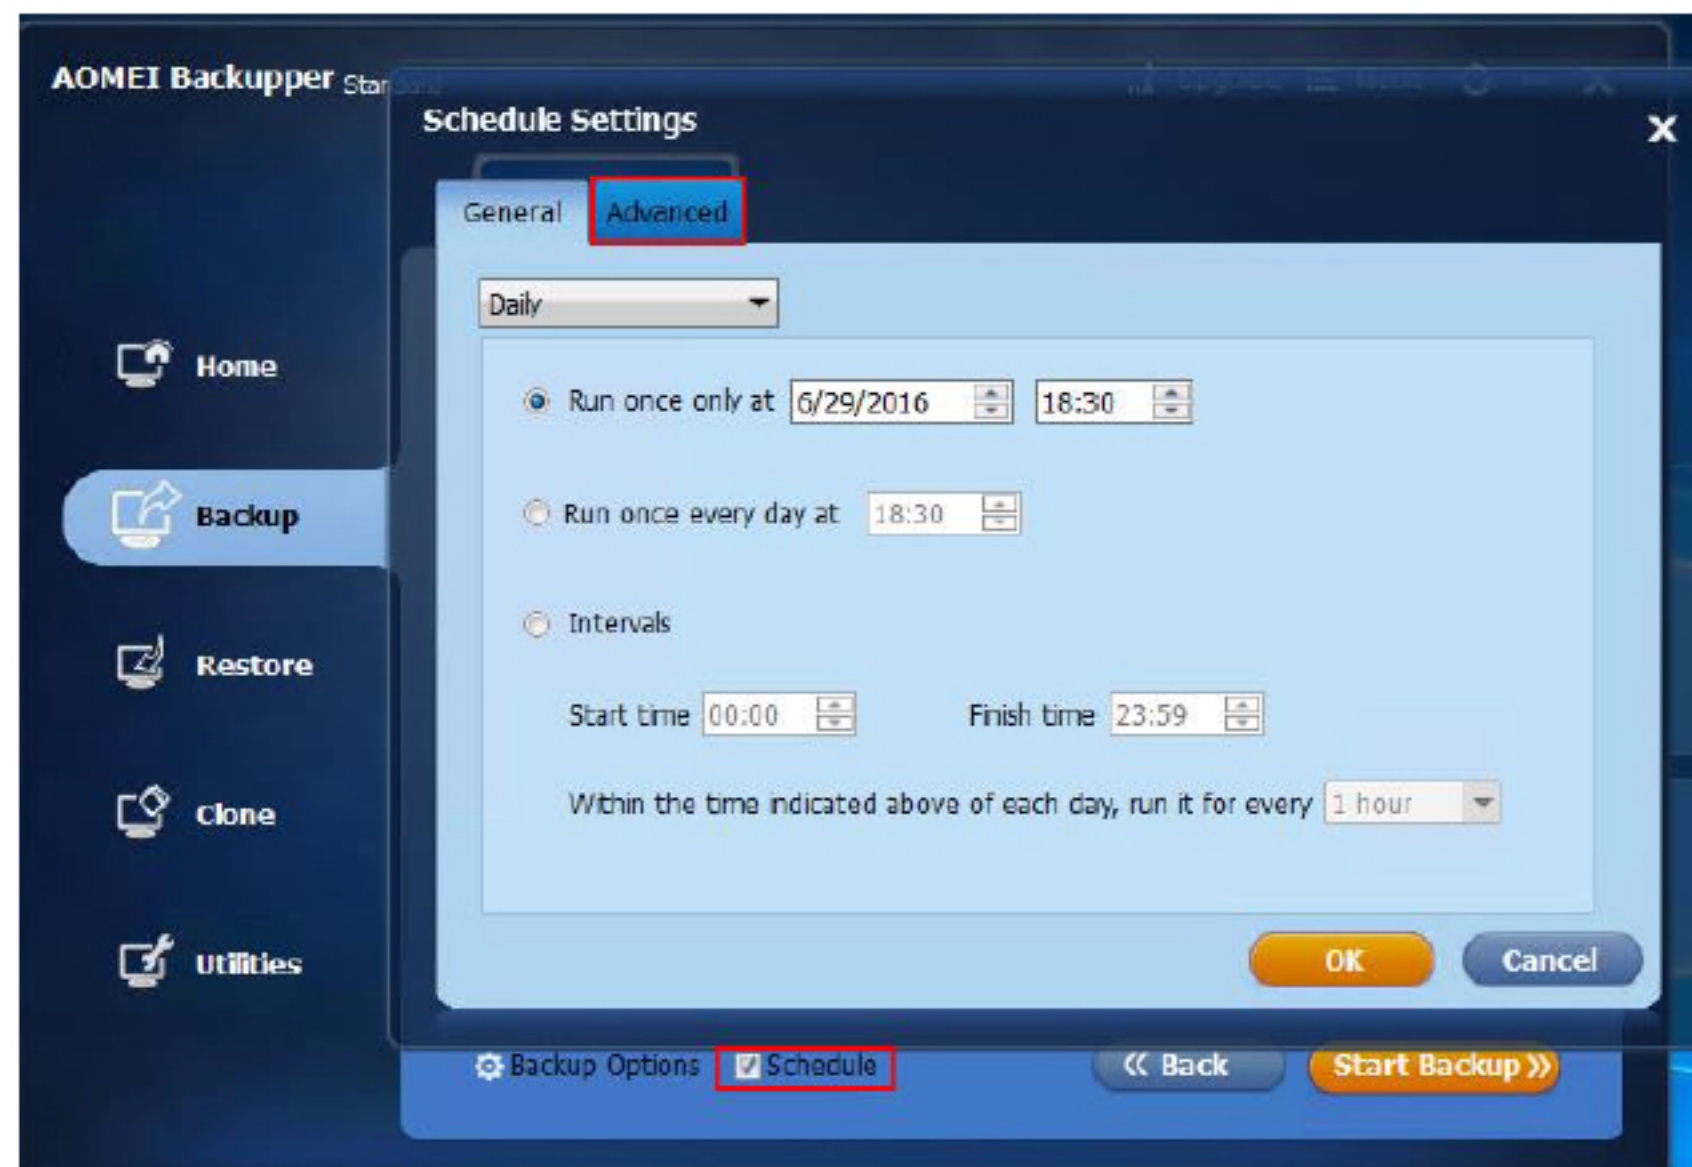 AOMEI Backupper Standard
Upgrade Menu
Schedule Settings
General Advanced
Daily
Run once only at 6/29/2016 18:30
Run once every day at 18:30
Intervals
Start time 00:00 Finish time 23:59
Within the time indicated above of each day, run it for every 1 hour
OK Cancel
Home
Backup
Restore
Clone
Utilities
Backup Options Schedule Back Start Backup